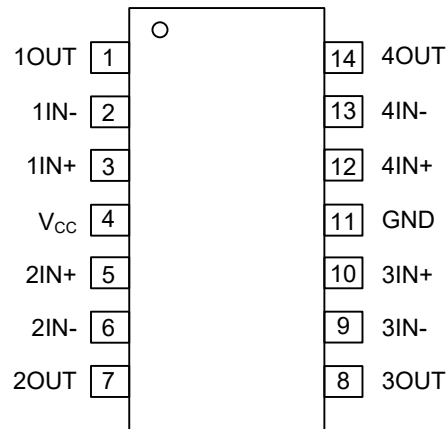 1OUT 1 14 4OUT
1IN- 2 13 4IN-
1IN+ 3 12 4IN+
VCC 4 11 GND
2IN+ 5 10 3IN+
2IN- 6 9 3IN-
2OUT 7 8 3OUT